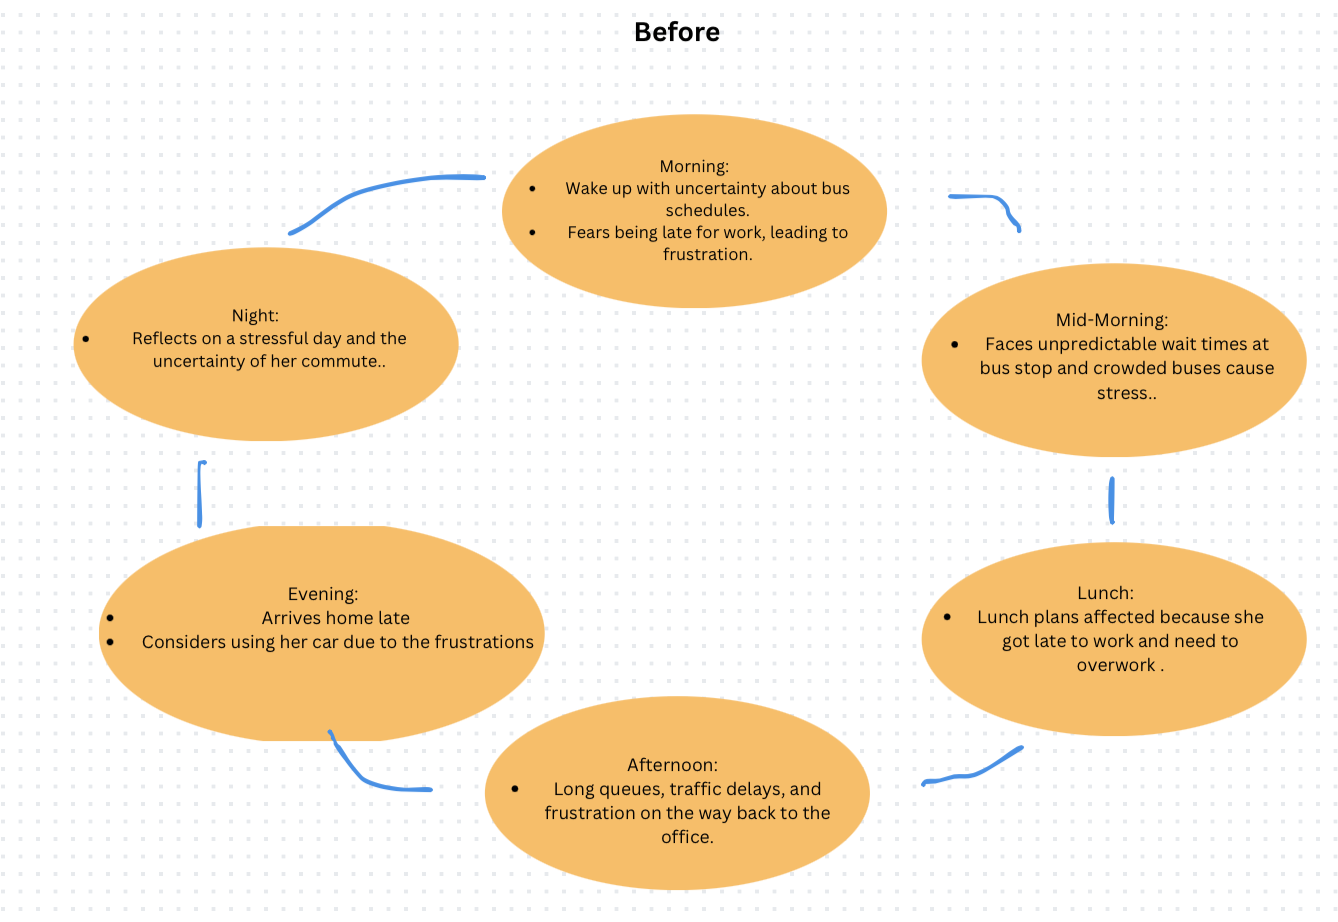 Before
Morning:
• Wake up with uncertainty about bus
schedules.
• Fears being late for work, leading to
frustration.
Night:
• Reflects on a stressful day and the
uncertainty of her commute..
Mid-Morning:
• Faces unpredictable wait times at
bus stop and crowded buses cause
stress..
Evening:
• Arrives home late
• Considers using her car due to the frustrations
Lunch:
• Lunch plans affected because she
got late to work and need to
overwork .
Afternoon:
• Long queues, traffic delays, and
frustration on the way back to the
office.